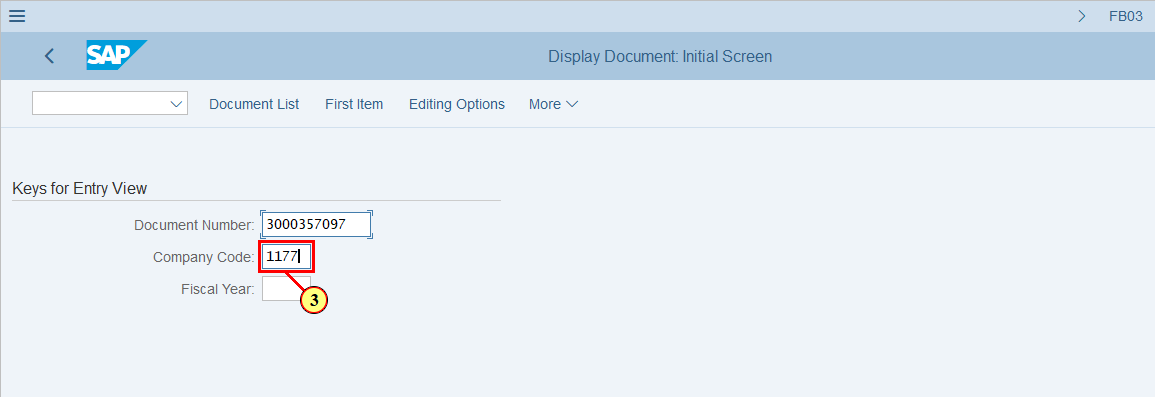 FB03
SAP
Display Document: Initial Screen
Document List First Item Editing Options More
Keys for Entry View
Document Number: 3000357097
Company Code: 1177
Fiscal Year:
3